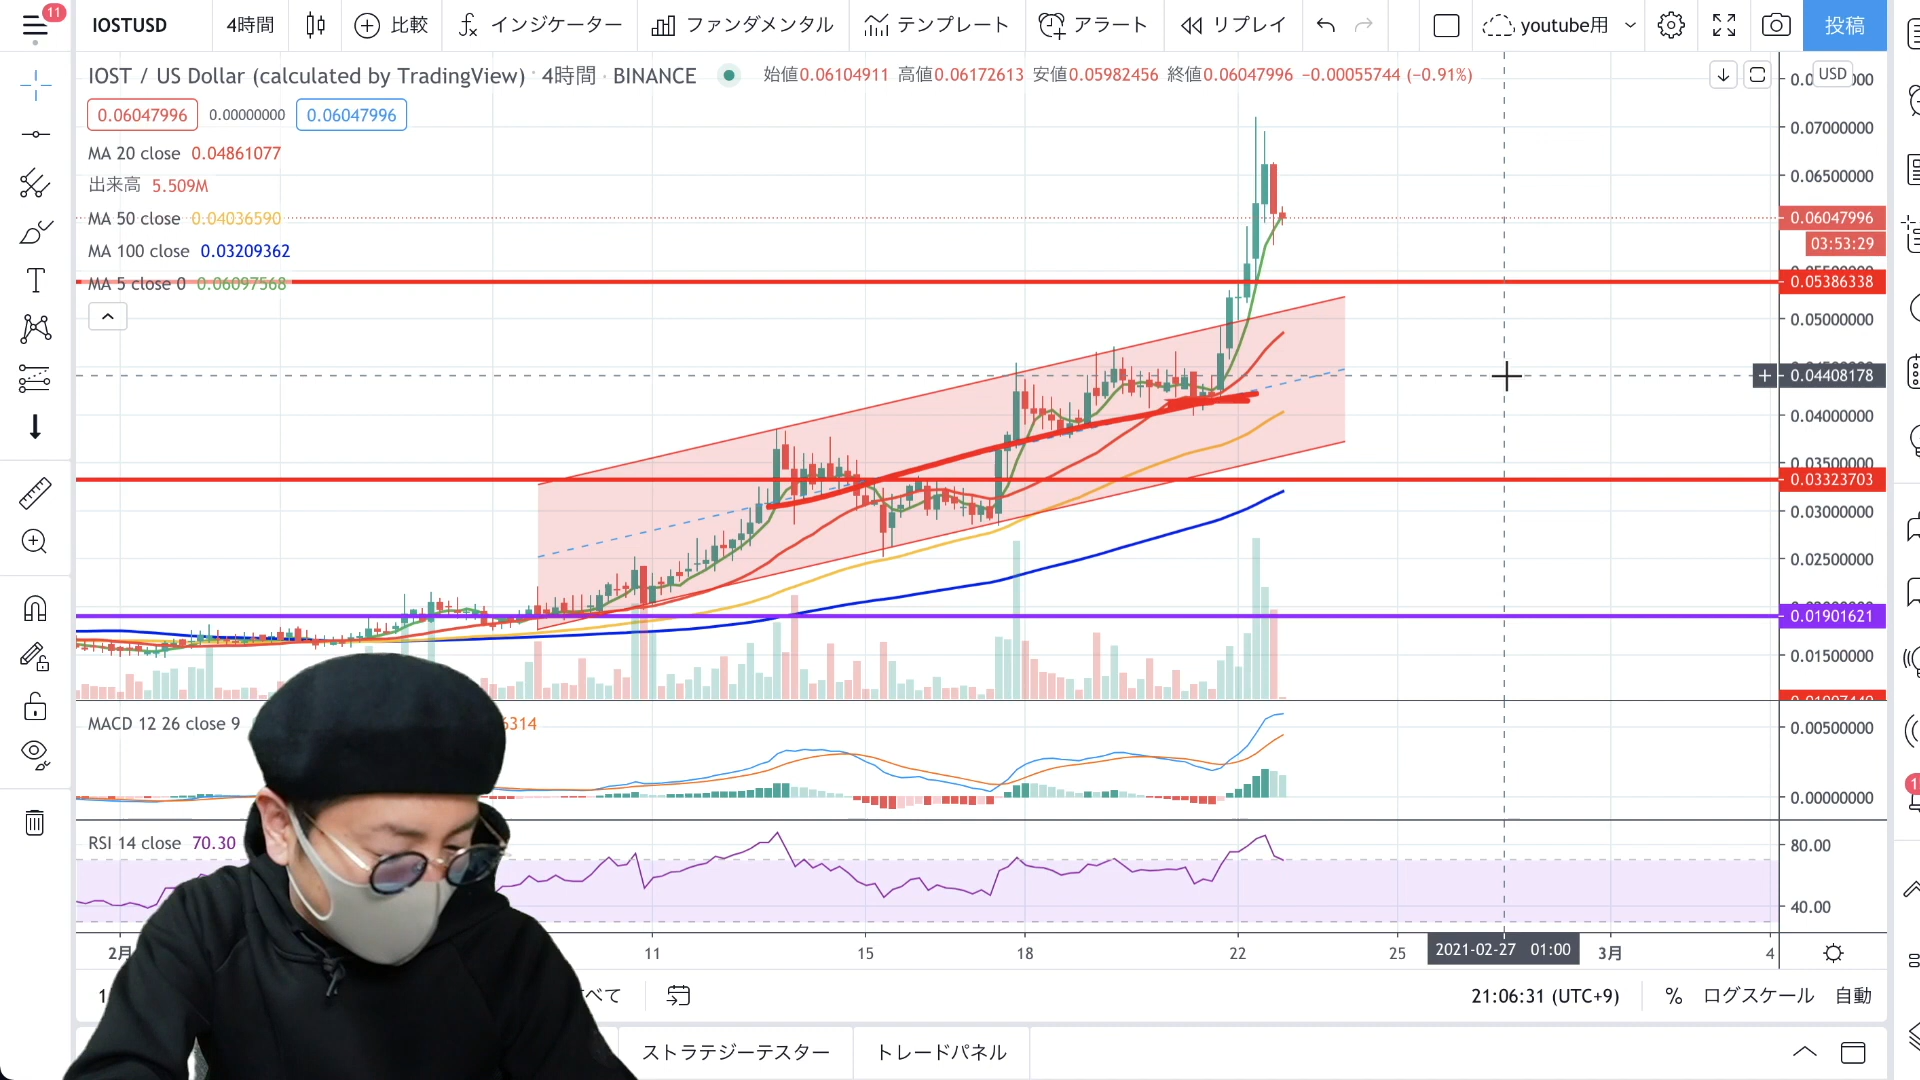 11
IOSTUSD
4時間
比較
インジケーター
ファンダメンタル
テンプレート
アラート
リプレイ
youtube用
投稿
IOST / US Dollar (calculated by TradingView) · 4時間 · BINANCE
始値0.06104911 高値0.06172613 安値0.05982456 終値0.06047996 −0.00055744 (−0.91%)
USD
0.06047996
0.00000000
0.06047996
MA 20 close 0.04861077
出来高 5.509M
MA 50 close 0.04036590
MA 100 close 0.03209362
MA 5 close 0 0.06097568
0.07000000
0.06500000
0.06047996
03:53:29
0.05386338
0.05000000
0.04408178
0.04000000
0.03500000
0.03323703
0.03000000
0.02500000
0.01901621
0.01500000
MACD 12 26 close 9
6314
0.00500000
0.00000000
RSI 14 close 70.30
80.00
40.00
2月
11
15
18
22
25
2021-02-27 01:00
3月
4
べて
21:06:31 (UTC+9)
%
ログスケール
自動
ストラテジーテスター
トレードパネル